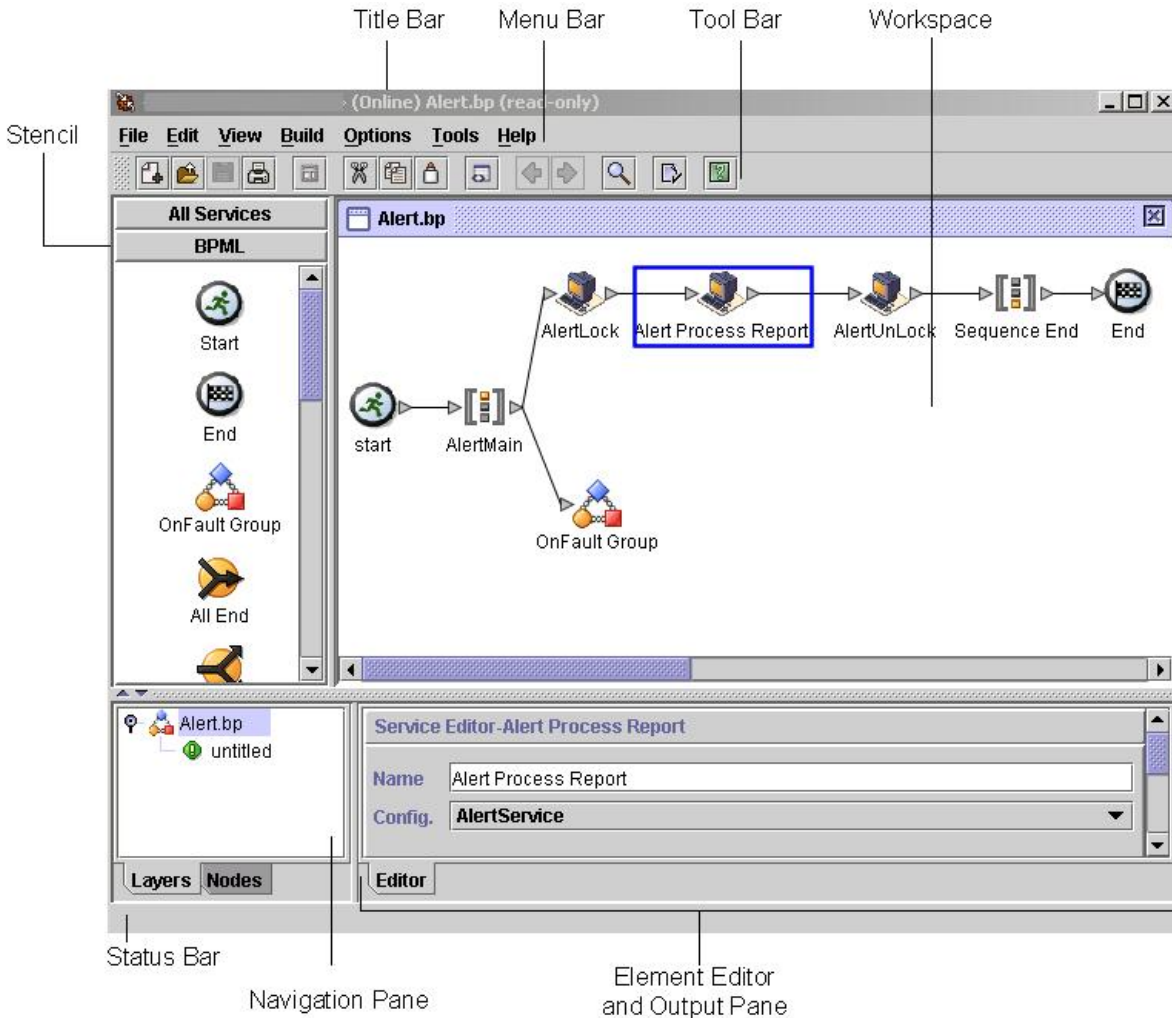 Title Bar Menu Bar Tool Bar Workspace
Stencil
(Online) Alert.bp (read-only)
File Edit View Build Options Tools Help
All Services
BPML
Start
End
OnFault Group
All End
Alert.bp
AlertLock Alert Process Report AlertUnLock Sequence End End
start AlertMain
OnFault Group
Alert.bp
untitled
Layers Nodes
Service Editor-Alert Process Report
Name Alert Process Report
Config. AlertService
Editor
Status Bar
Navigation Pane
Element Editor
and Output Pane